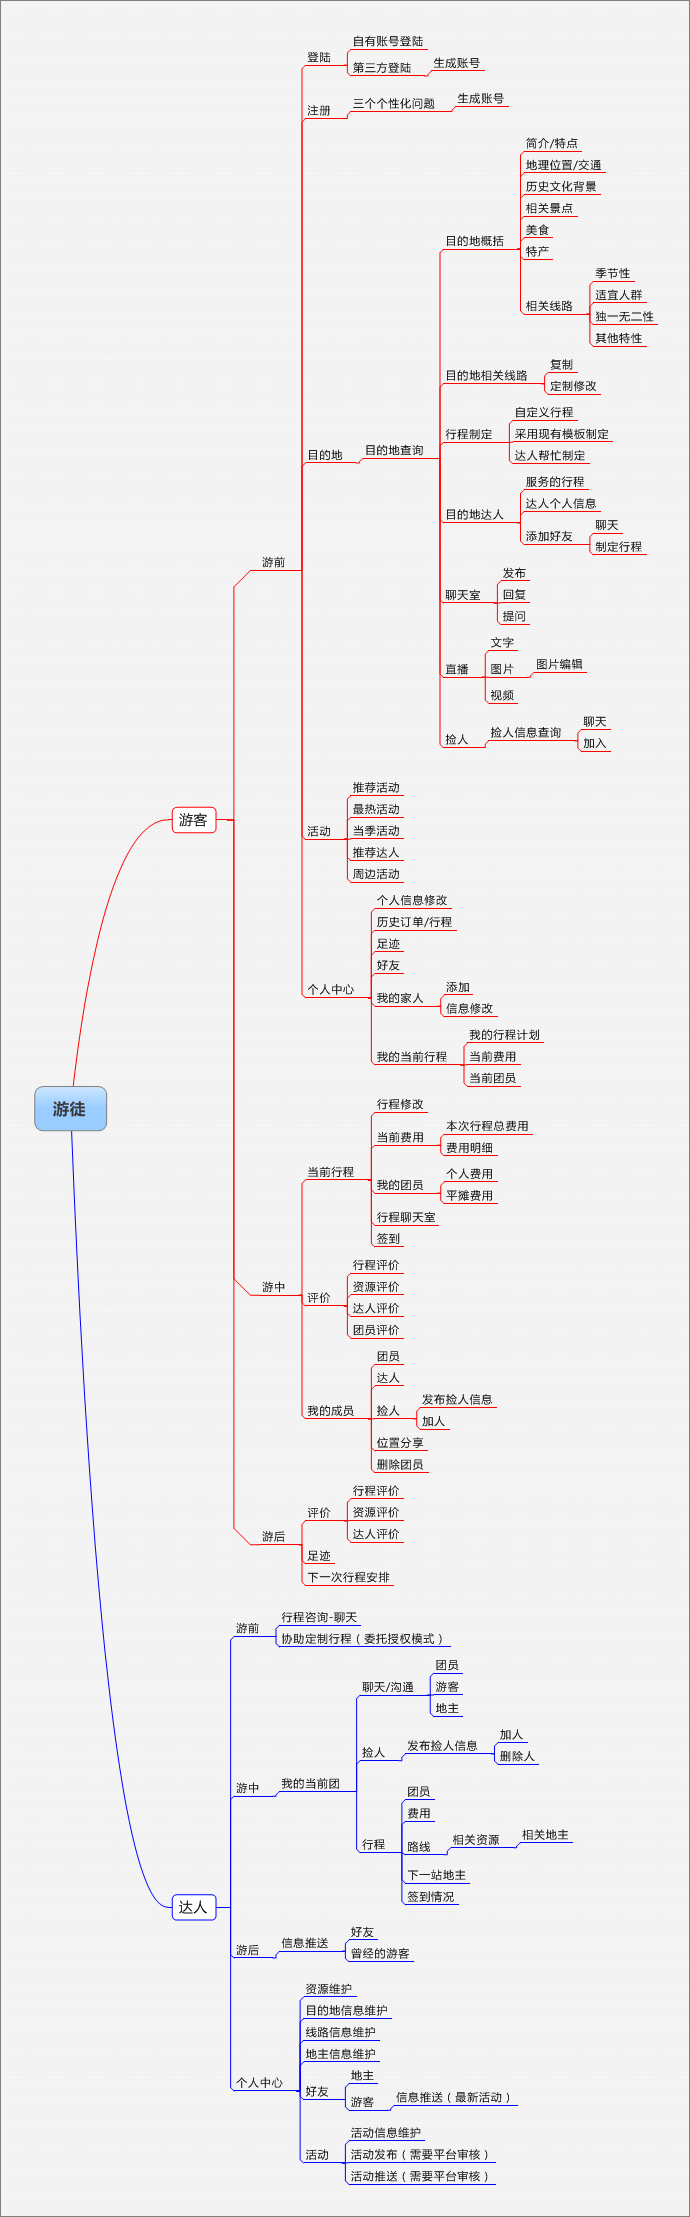 游徒
游客
游前
登陆
自有账号登陆
第三方登陆
生成账号
注册
三个个性化问题
生成账号
目的地
目的地查询
目的地概括
简介/特点
地理位置/交通
历史文化背景
相关景点
美食
特产
相关线路
季节性
适宜人群
独一无二性
其他特性
目的地相关线路
复制
定制修改
行程制定
自定义行程
采用现有模板制定
达人帮忙制定
目的地达人
服务的行程
达人个人信息
添加好友
聊天
制定行程
聊天室
发布
回复
提问
直播
文字
图片
图片编辑
视频
捡人
捡人信息查询
聊天
加入
活动
推荐活动
最热活动
当季活动
推荐达人
周边活动
个人中心
个人信息修改
历史订单/行程
足迹
好友
我的家人
添加
信息修改
我的当前行程
我的行程计划
当前费用
当前团员
游中
当前行程
行程修改
当前费用
本次行程总费用
费用明细
我的团员
个人费用
平摊费用
行程聊天室
签到
评价
行程评价
资源评价
达人评价
团员评价
我的成员
团员
达人
捡人
发布捡人信息
加人
位置分享
删除团员
游后
评价
行程评价
资源评价
达人评价
足迹
下一次行程安排
达人
游前
行程咨询-聊天
协助定制行程（委托授权模式）
游中
我的当前团
聊天/沟通
团员
游客
地主
捡人
发布捡人信息
加人
删除人
行程
团员
费用
路线
相关资源
相关地主
下一站地主
签到情况
游后
信息推送
好友
曾经的游客
个人中心
资源维护
目的地信息维护
线路信息维护
地主信息维护
好友
地主
游客
信息推送（最新活动）
活动
活动信息维护
活动发布（需要平台审核）
活动推送（需要平台审核）